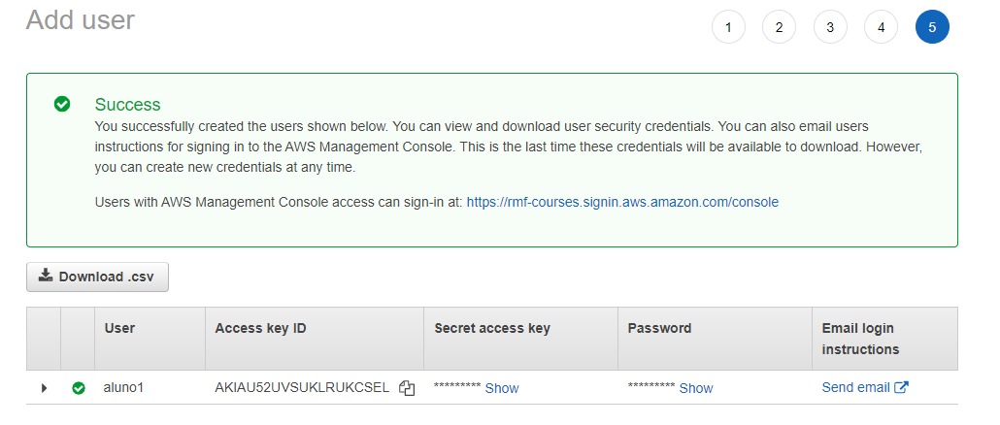 Add user
1 2 3 4 5
Success
You successfully created the users shown below. You can view and download user security credentials. You can also email users
instructions for signing in to the AWS Management Console. This is the last time these credentials will be available to download. However,
you can create new credentials at any time.
Users with AWS Management Console access can sign-in at: https://rmf-courses.signin.aws.amazon.com/console
Download .csv
User Access key ID Secret access key Password Email login
instructions
aluno1 AKIAU52UVSUKLRUKCSEL ********* Show ********* Show Send email